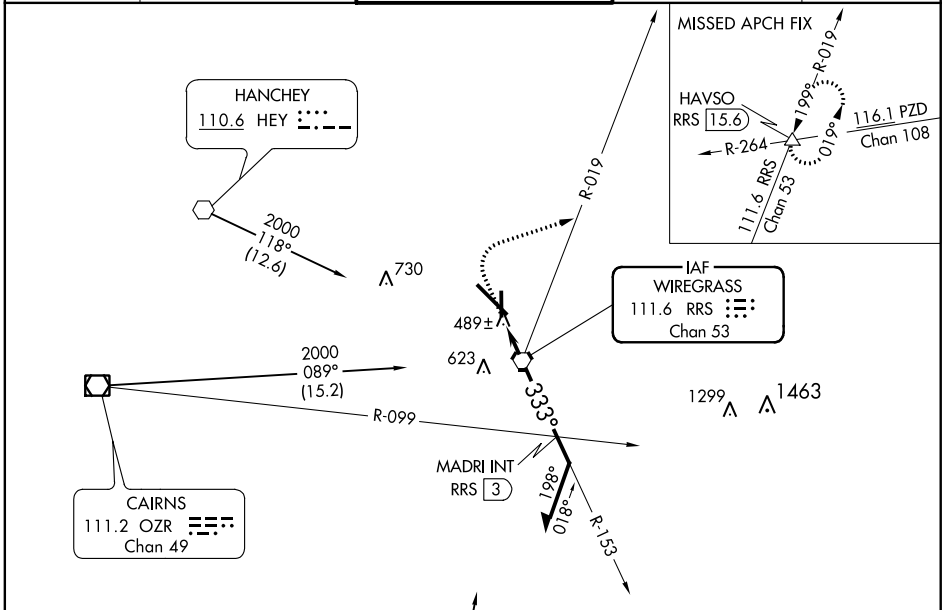 MISSED APCH FIX
R-019
199°
HAVSO
RRS 15.6
019°
116.1 PZD
Chan 108
R-264
111.6 RRS
Chan 53
HANCHEY
110.6 HEY
2000
118°
(12.6)
R-019
730
489±
623
IAF
WIREGRASS
111.6 RRS
Chan 53
2000
089°
(15.2)
333°
1299
1463
R-099
MADRI INT
RRS 3
198°
018°
R-153
CAIRNS
111.2 OZR
Chan 49